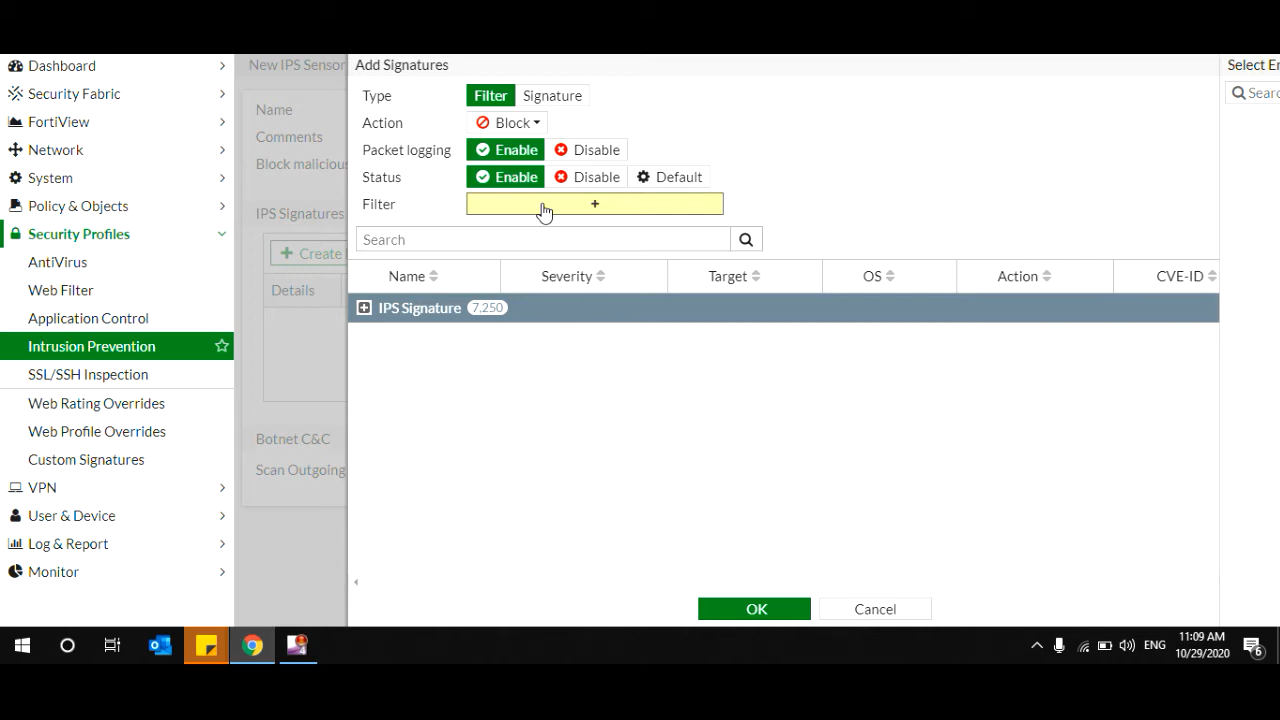 Dashboard
Security Fabric
FortiView
Network
System
Policy & Objects
Security Profiles
AntiVirus
Web Filter
Application Control
Intrusion Prevention
SSL/SSH Inspection
Web Rating Overrides
Web Profile Overrides
Custom Signatures
VPN
User & Device
Log & Report
Monitor
New IPS Sensor
Name
Comments
Block malicious
IPS Signatures
Create
Details
Botnet C&C
Scan Outgoing
Add Signatures
Type Filter Signature
Action Block
Packet logging Enable Disable
Status Enable Disable Default
Filter +
Search
Name Severity Target OS Action CVE-ID
IPS Signature 7,250
OK Cancel
Select En
Searc
ENG
11:09 AM
10/29/2020
6